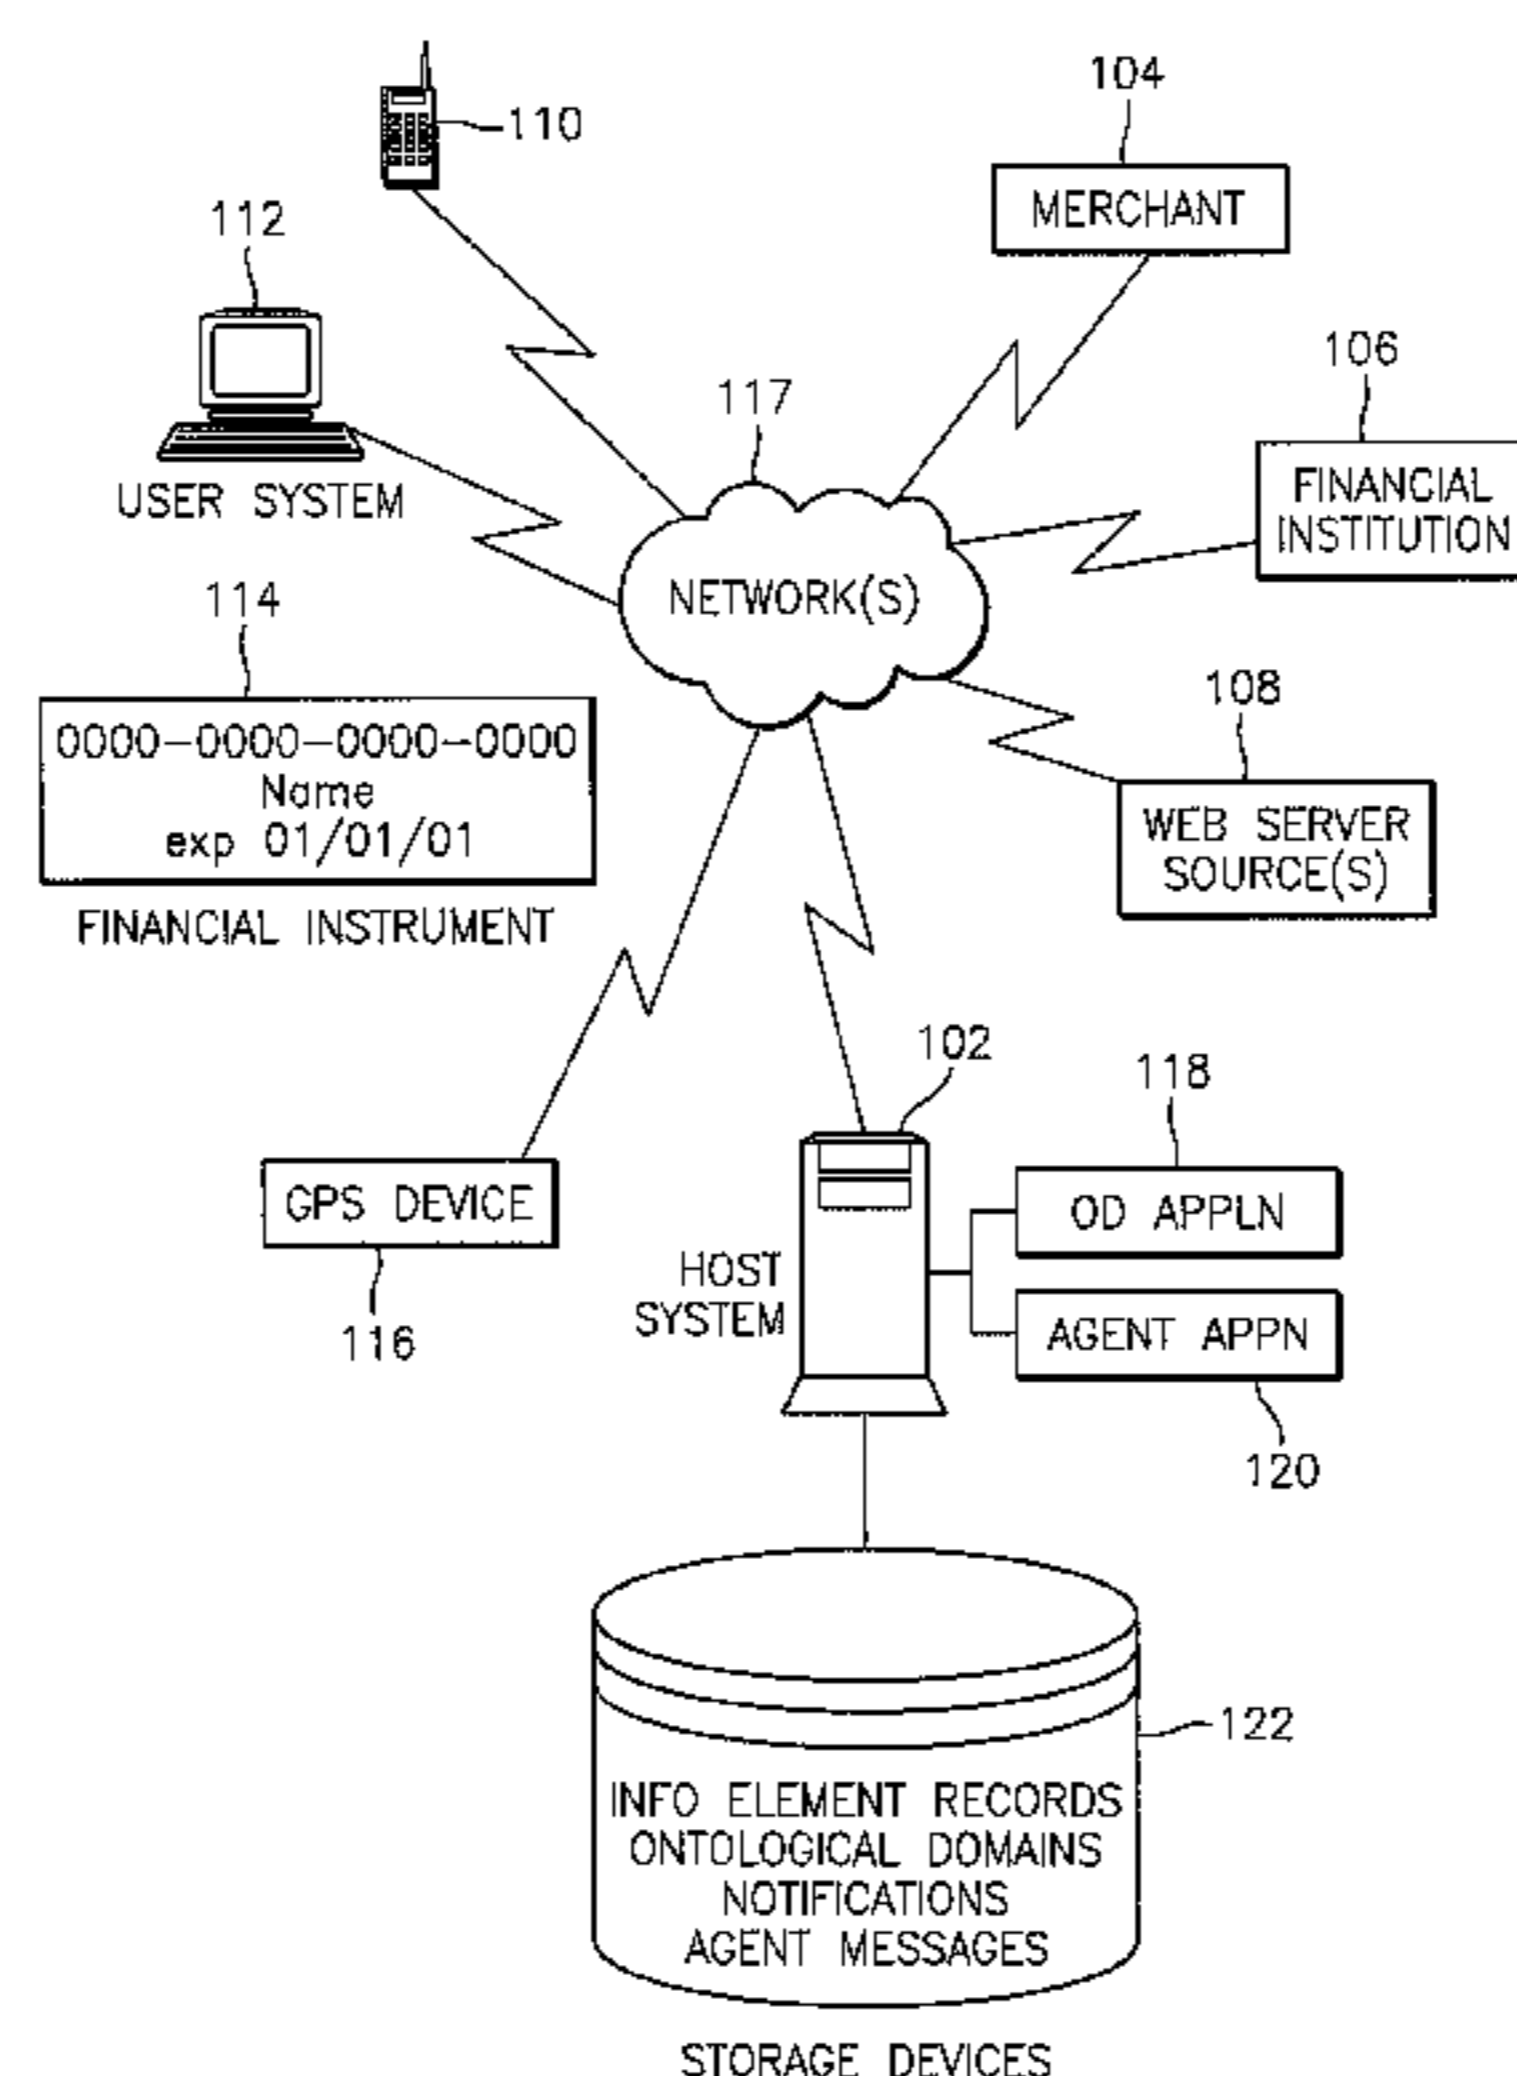 110
104
MERCHANT
112
USER SYSTEM
106
FINANCIAL
INSTITUTION
117
NETWORK(S)
114
0000-0000-0000-0000
Name
exp 01/01/01
FINANCIAL INSTRUMENT
108
WEB SERVER
SOURCE(S)
GPS DEVICE
116
102
HOST
SYSTEM
118
OD APPLN
AGENT APPN
120
122
INFO ELEMENT RECORDS
ONTOLOGICAL DOMAINS
NOTIFICATIONS
AGENT MESSAGES
STORAGE DEVICES